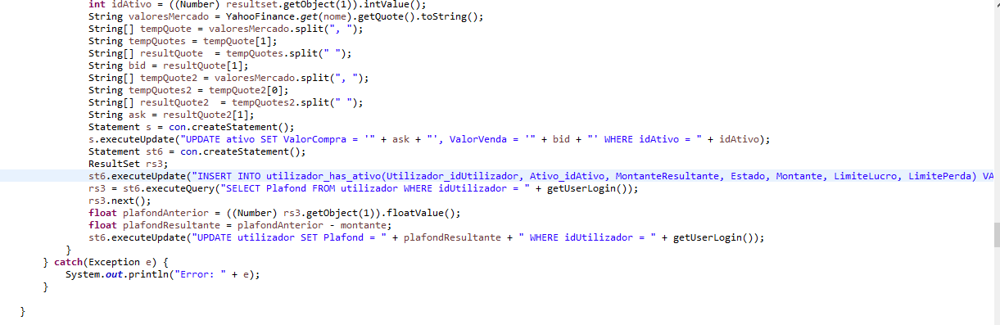 int idAtivo = ((Number) resultset.getObject(1)).intValue();
String valoresMercado = YahooFinance.get(nome).getQuote().toString();
String[] tempQuote = valoresMercado.split(", ");
String tempQuotes = tempQuote[1];
String[] resultQuote  = tempQuotes.split(" ");
String bid = resultQuote[1];
String[] tempQuote2 = valoresMercado.split(", ");
String tempQuotes2 = tempQuote2[0];
String[] resultQuote2  = tempQuotes2.split(" ");
String ask = resultQuote2[1];
Statement s = con.createStatement();
s.executeUpdate("UPDATE ativo SET ValorCompra = '" + ask + "', ValorVenda = '" + bid + "' WHERE idAtivo = " + idAtivo);
Statement st6 = con.createStatement();
ResultSet rs3;
st6.executeUpdate("INSERT INTO utilizador_has_ativo(Utilizador_idUtilizador, Ativo_idAtivo, MontanteResultante, Estado, Montante, LimiteLucro, LimitePerda) VA
rs3 = st6.executeQuery("SELECT Plafond FROM utilizador WHERE idUtilizador = " + getUserLogin());
rs3.next();
float plafondAnterior = ((Number) rs3.getObject(1)).floatValue();
float plafondResultante = plafondAnterior - montante;
st6.executeUpdate("UPDATE utilizador SET Plafond = " + plafondResultante + " WHERE idUtilizador = " + getUserLogin());
}
} catch(Exception e) {
System.out.println("Error: " + e);
}
}